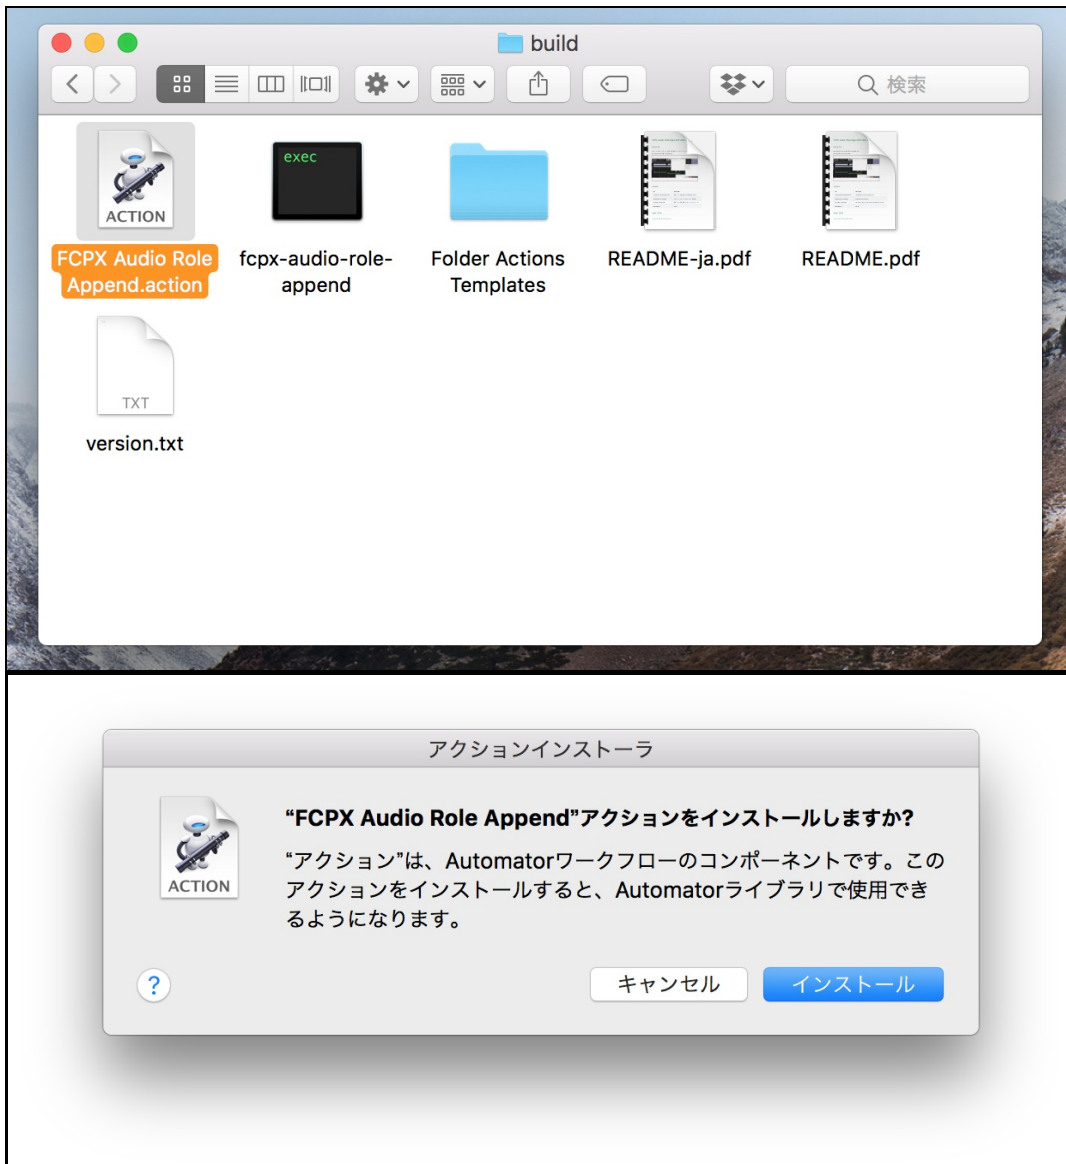 build
検索
exec
ACTION
FCPX Audio Role
Append.action
fcpx-audio-role-
append
Folder Actions
Templates
README-ja.pdf
README.pdf
TXT
version.txt
アクションインストーラ
ACTION
“FCPX Audio Role Append”アクションをインストールしますか?
“アクション”は、Automatorワークフローのコンポーネントです。この
アクションをインストールすると、Automatorライブラリで使用でき
るようになります。
?
キャンセル
インストール